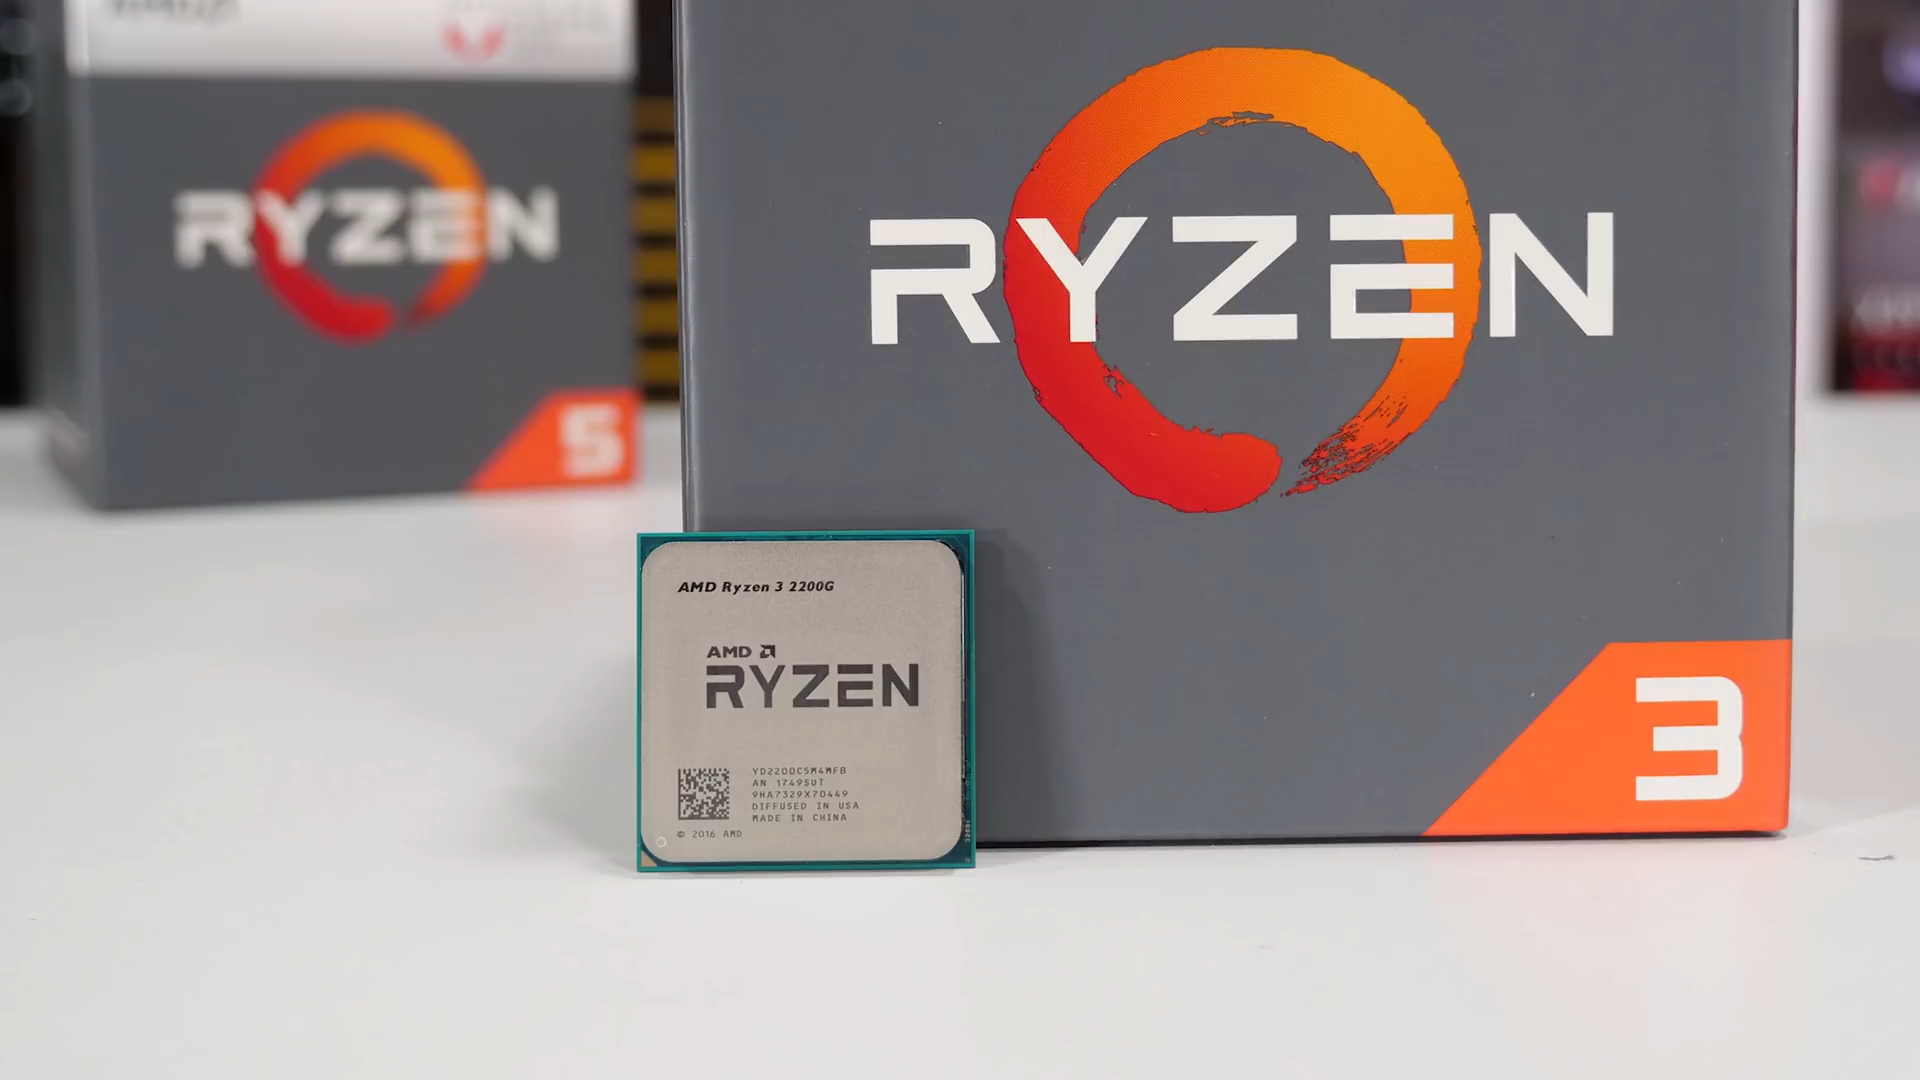 AMD
RYZEN
5
RYZEN
3
AMD Ryzen 3 2200G
AMD
RYZEN
YD2200C5M4MFB
AN 1749SUT
9HA7329X70449
DIFFUSED IN USA
MADE IN CHINA
© 2016 AMD